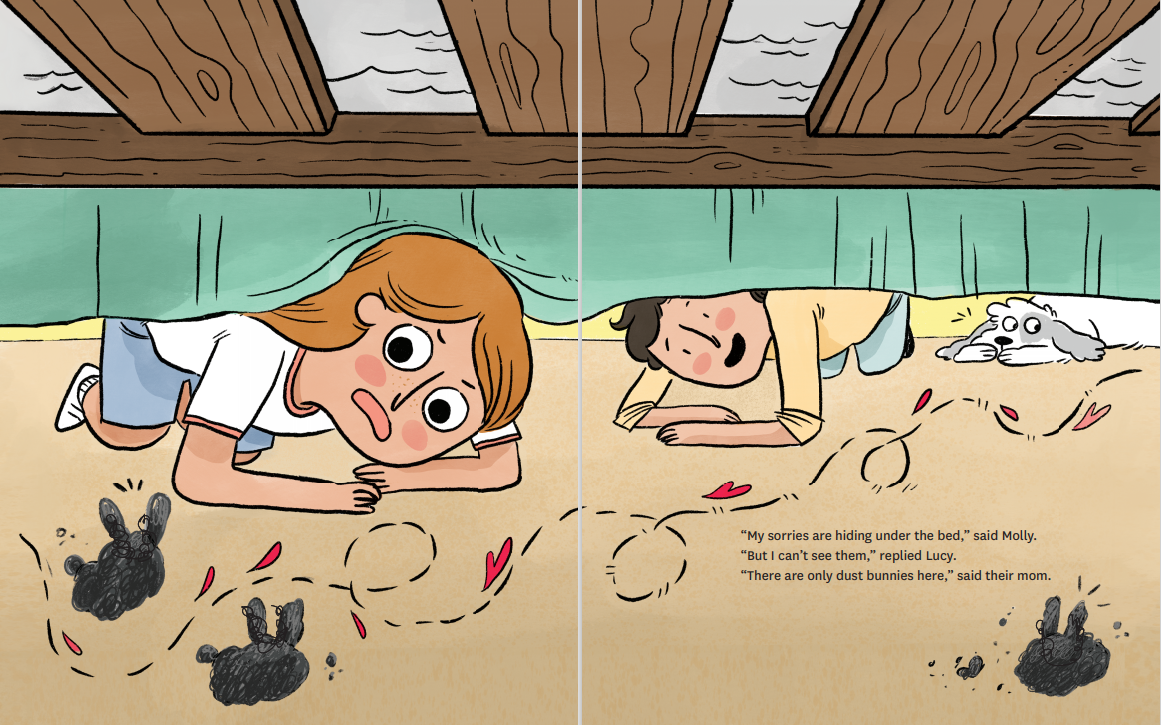 “My sorries are hiding under the bed,” said Molly.
“But I can’t see them,” replied Lucy.
“There are only dust bunnies here,” said their mom.